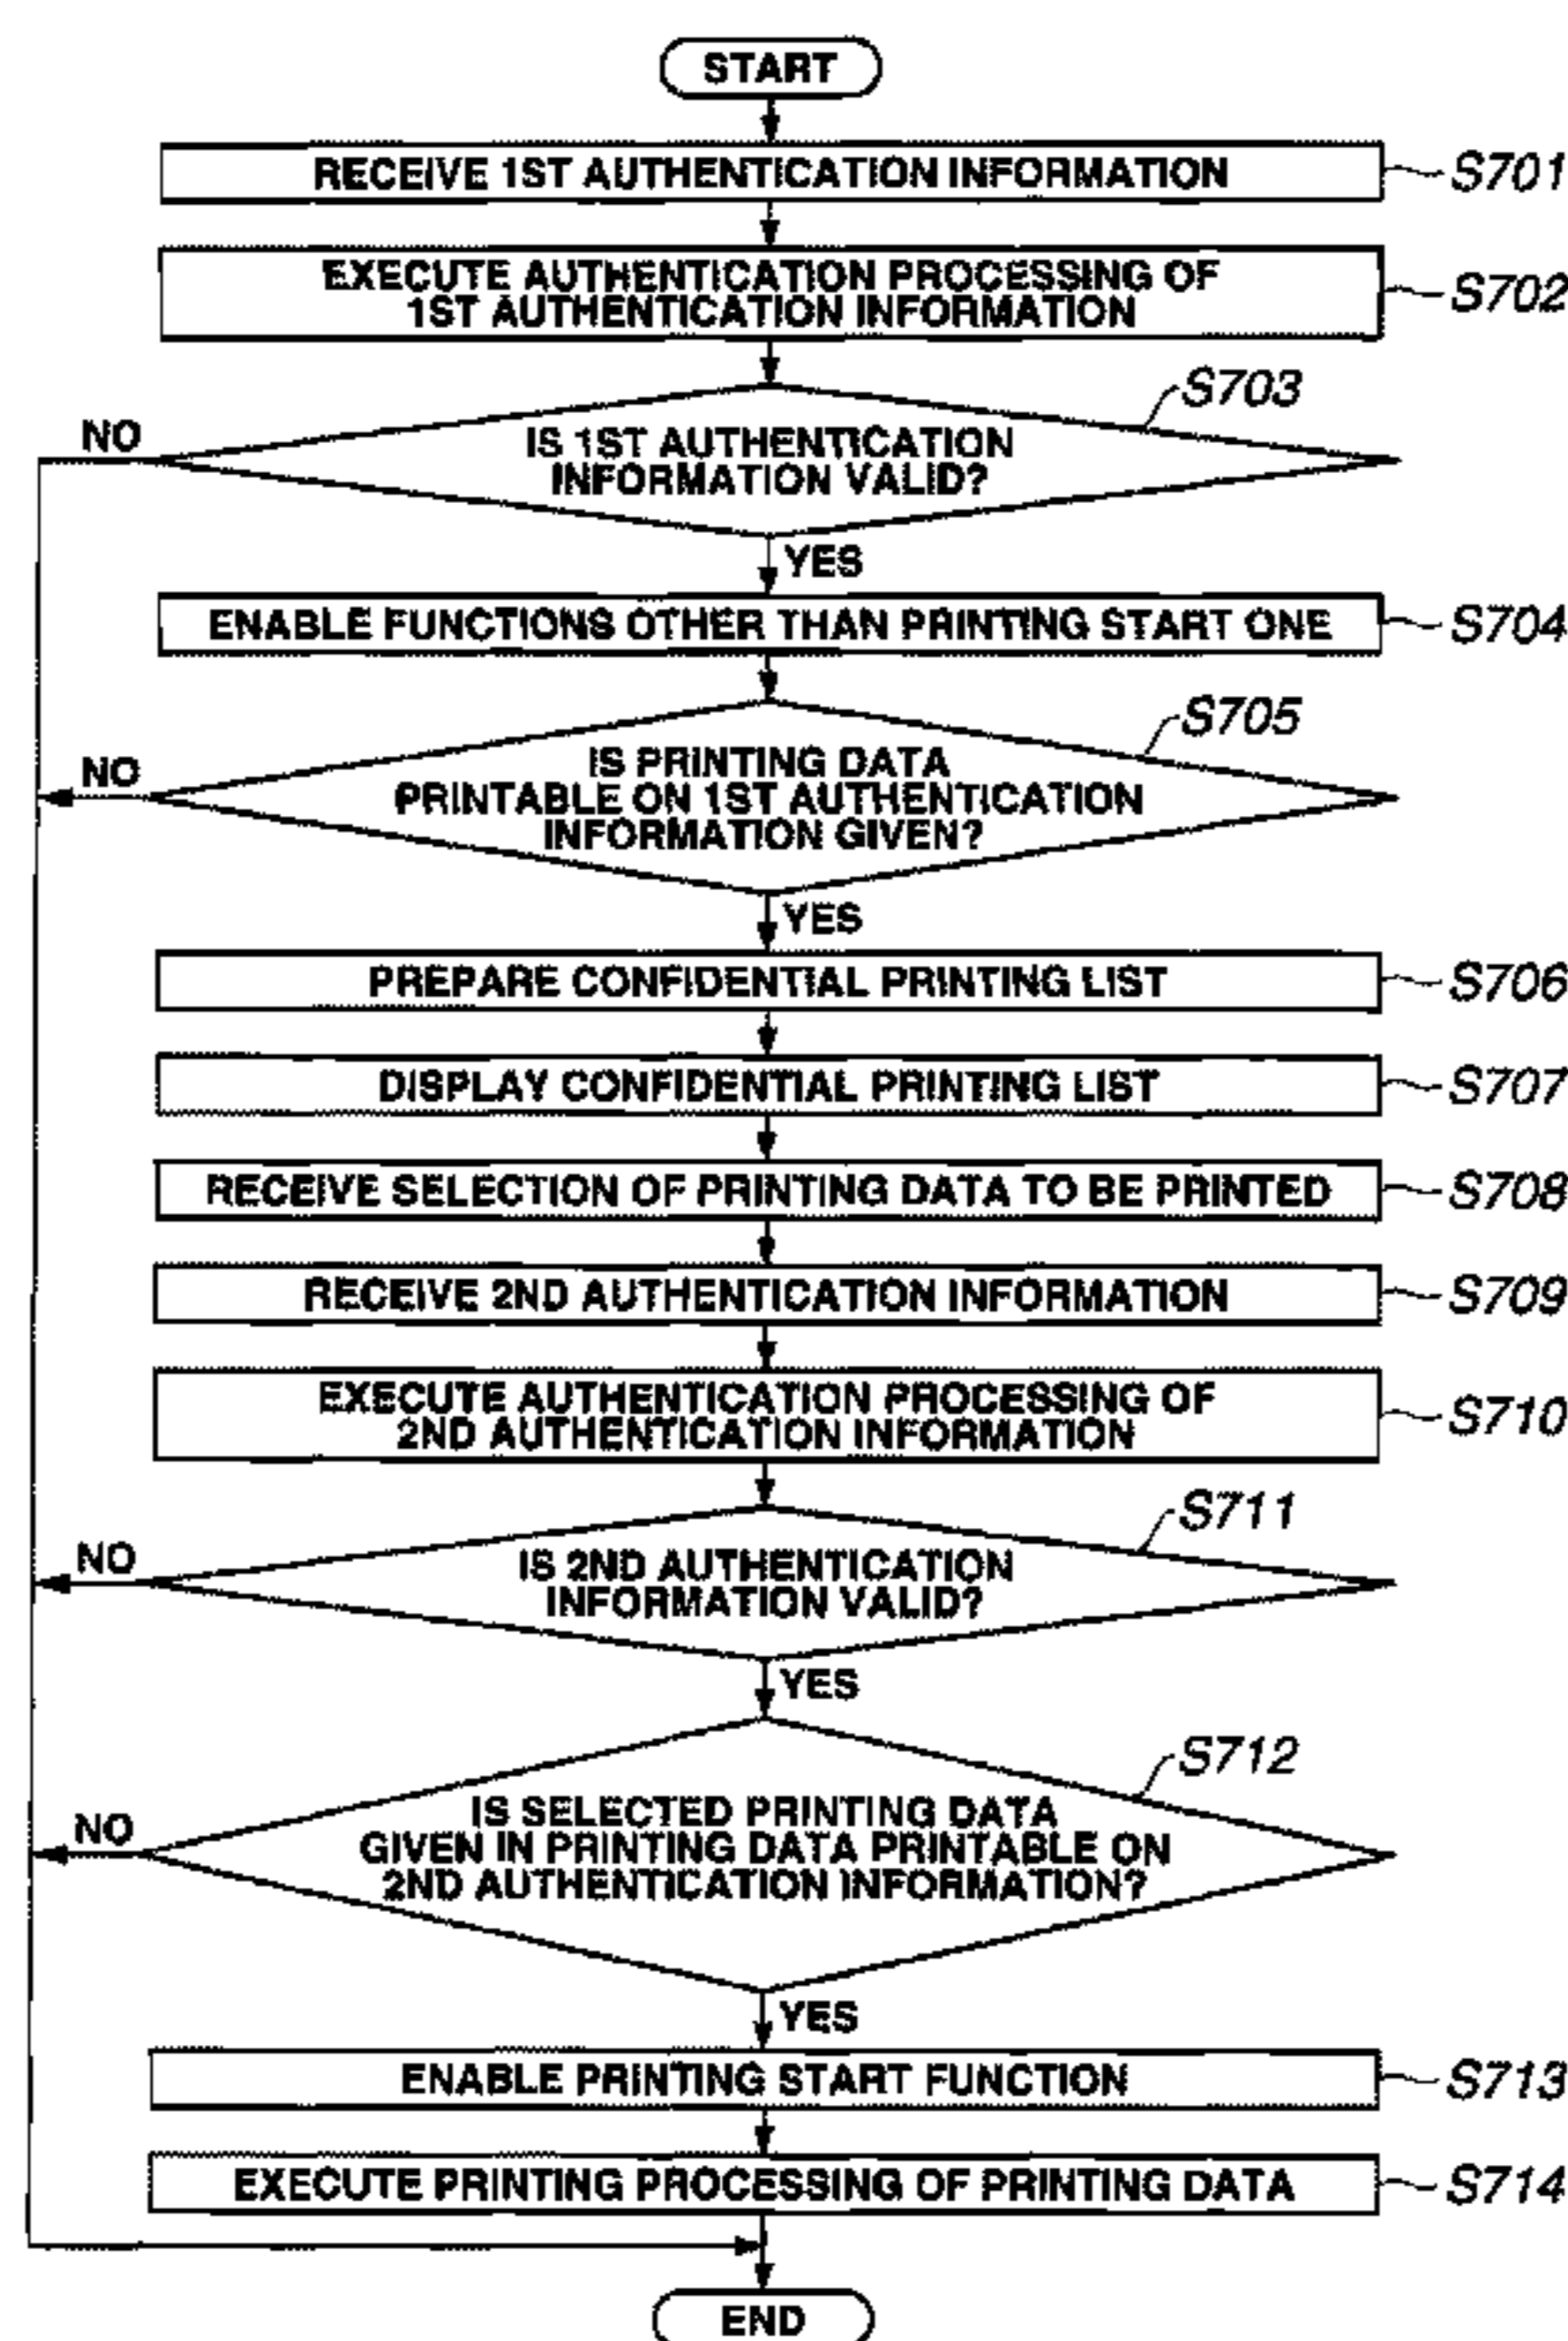 START
RECEIVE 1ST AUTHENTICATION INFORMATION
S701
EXECUTE AUTHENTICATION PROCESSING OF
1ST AUTHENTICATION INFORMATION
S702
S703
NO
IS 1ST AUTHENTICATION
INFORMATION VALID?
YES
ENABLE FUNCTIONS OTHER THAN PRINTING START ONE
S704
S705
NO
IS PRINTING DATA
PRINTABLE ON 1ST AUTHENTICATION
INFORMATION GIVEN?
YES
PREPARE CONFIDENTIAL PRINTING LIST
S706
DISPLAY CONFIDENTIAL PRINTING LIST
S707
RECEIVE SELECTION OF PRINTING DATA TO BE PRINTED
S708
RECEIVE 2ND AUTHENTICATION INFORMATION
S709
EXECUTE AUTHENTICATION PROCESSING OF
2ND AUTHENTICATION INFORMATION
S710
S711
NO
IS 2ND AUTHENTICATION
INFORMATION VALID?
YES
S712
NO
IS SELECTED PRINTING DATA
GIVEN IN PRINTING DATA PRINTABLE ON
2ND AUTHENTICATION INFORMATION?
YES
ENABLE PRINTING START FUNCTION
S713
EXECUTE PRINTING PROCESSING OF PRINTING DATA
S714
END